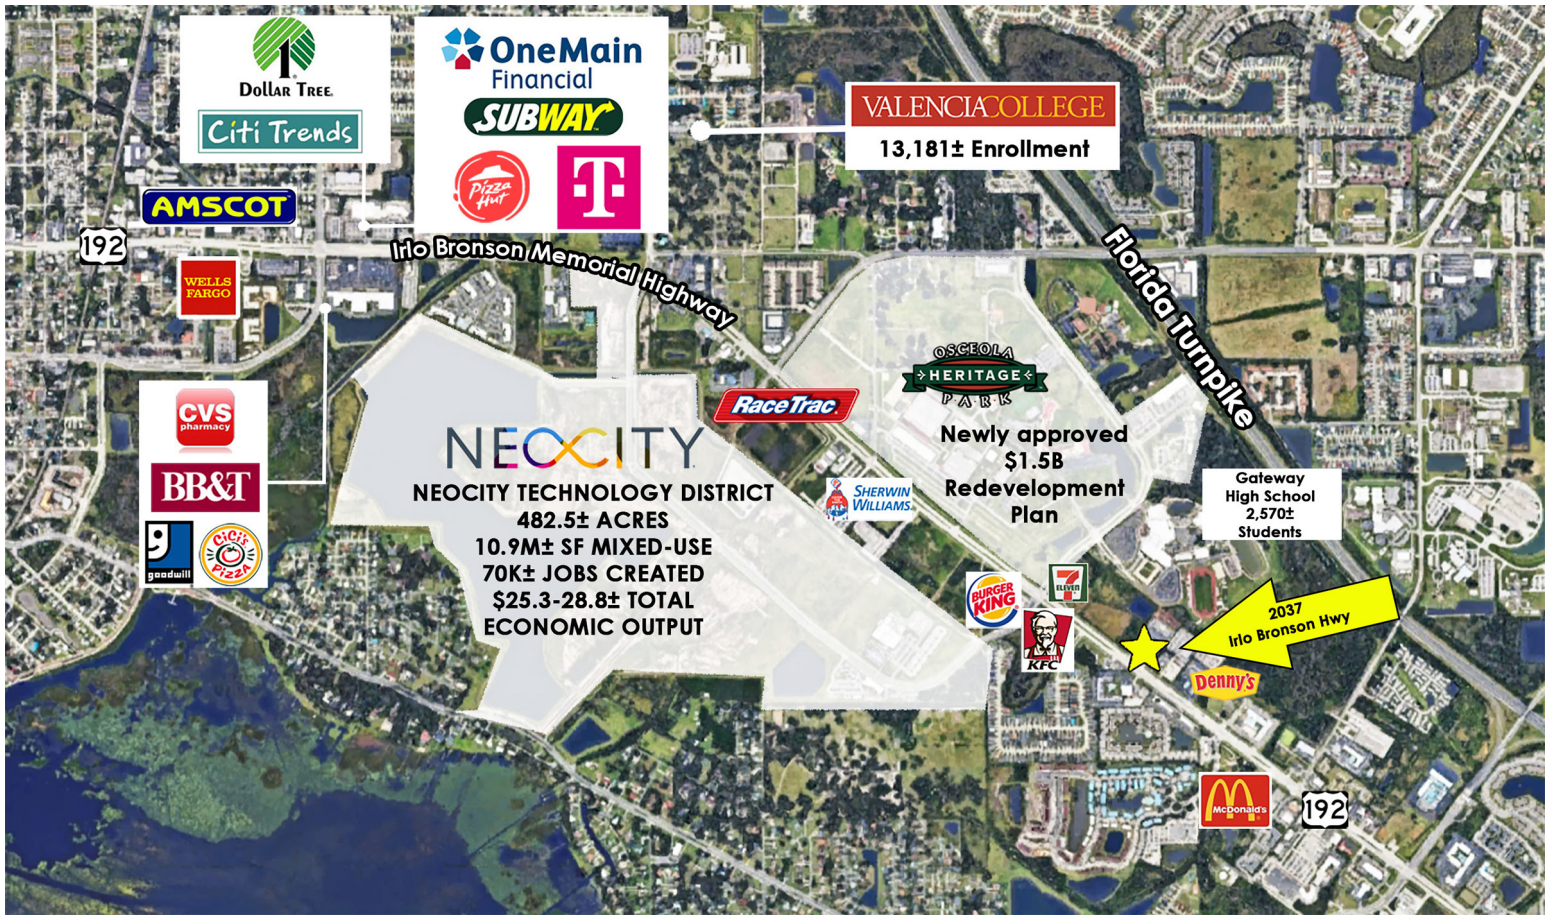 DOLLAR TREE
Citi Trends
OneMain
Financial
SUBWAY
Pizza
Hut
T
VALENCIACOLLEGE
13,181± Enrollment
AMSCOT
192
WELLS
FARGO
Irlo Bronson Memorial Highway
Florida Turnpike
CVS
pharmacy
BB&T
g
goodwill
CiCi's
PIZZA
NEOCITY
NEOCITY TECHNOLOGY DISTRICT
482.5± ACRES
10.9M± SF MIXED-USE
70K± JOBS CREATED
$25.3-28.8± TOTAL
ECONOMIC OUTPUT
RaceTrac
SHERWIN
WILLIAMS
OSCEOLA
HERITAGE
PARK
Newly approved
$1.5B
Redevelopment
Plan
Gateway
High School
2,570±
Students
BURGER
KING
7
ELEVEN
KFC
2037
Irlo Bronson Hwy
Denny's
McDonald's
192